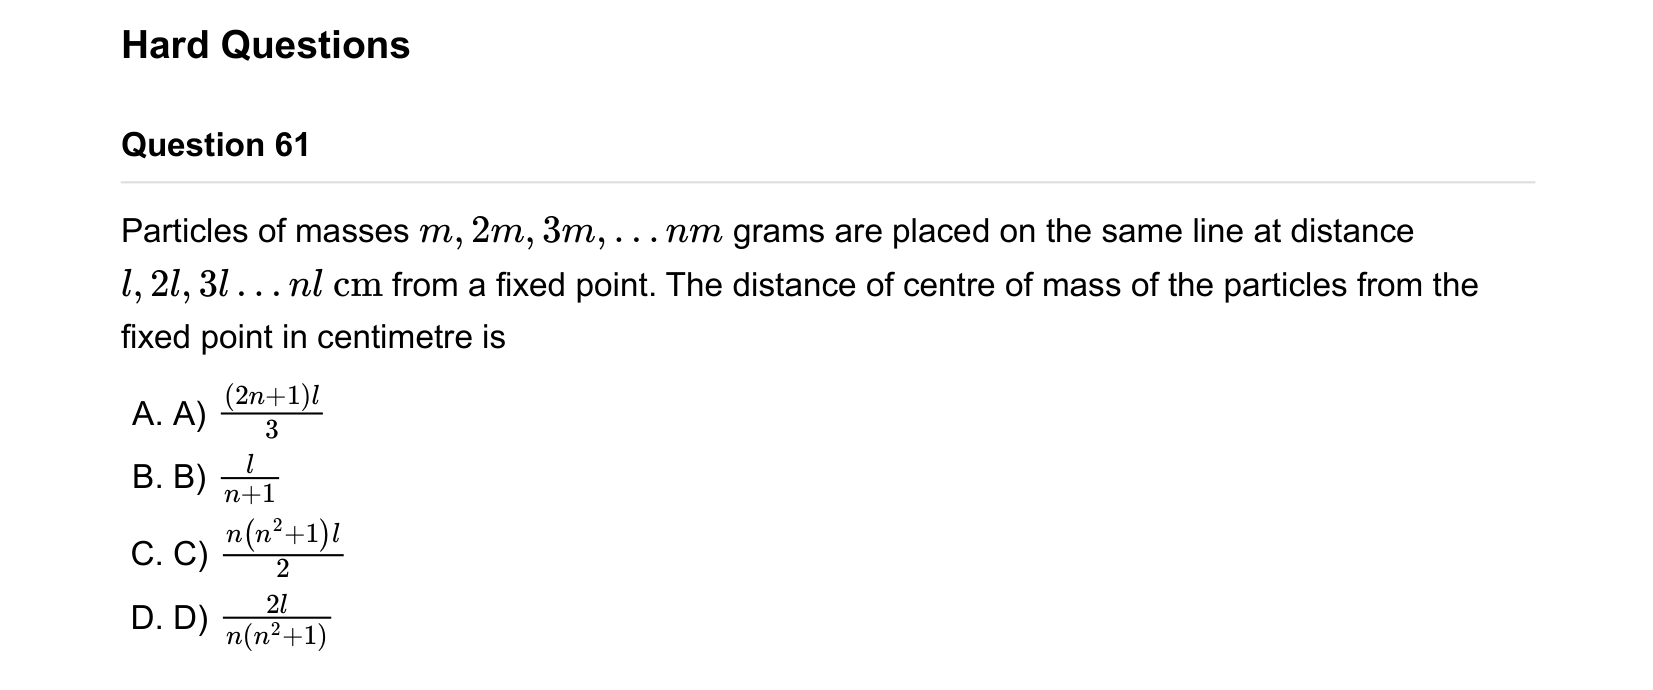 Hard Questions
Question 61
Particles of masses m, 2m, 3m, . . . nm grams are placed on the same line at distance
l, 2l, 3l . . . nl cm from a fixed point. The distance of centre of mass of the particles from the
fixed point in centimetre is
A. A) \frac{(2n+1)l}{3}
B. B) \frac{l}{n+1}
C. C) \frac{n(n^2+1)l}{2}
D. D) \frac{2l}{n(n^2+1)}